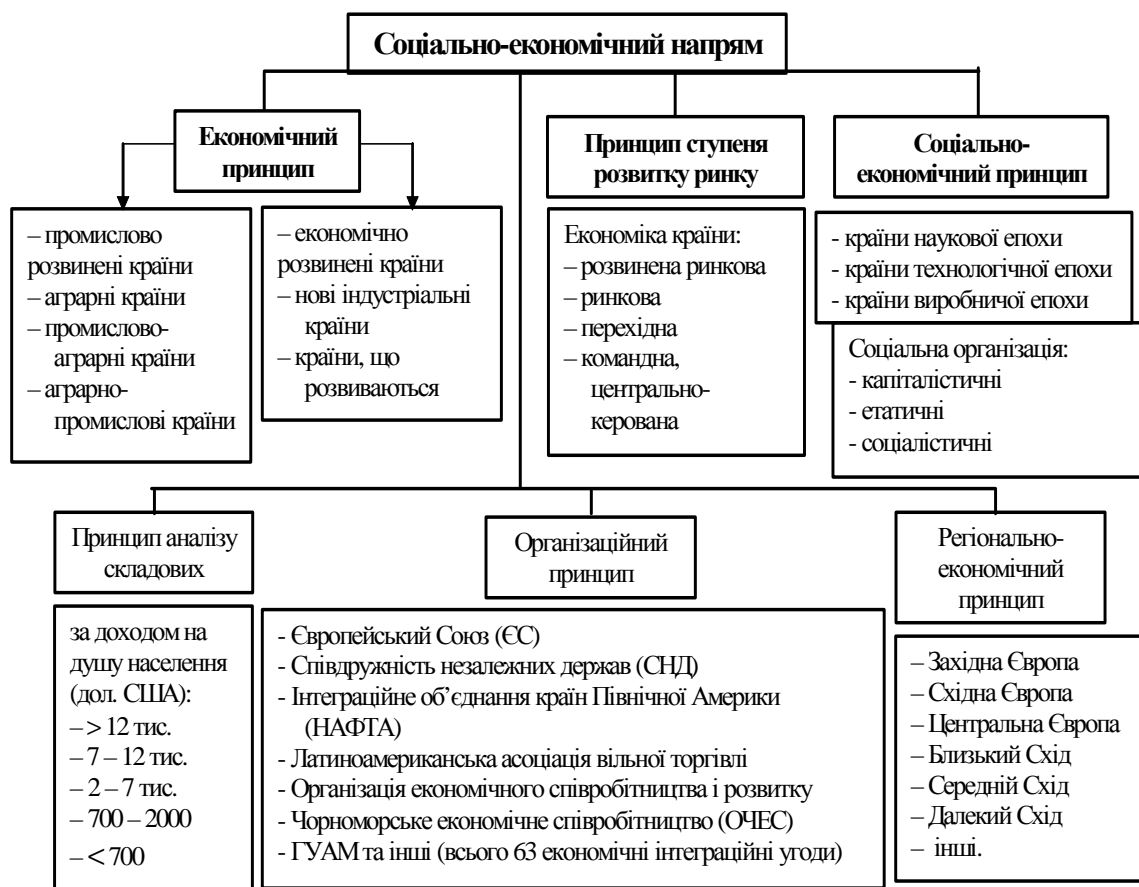 Соціально-економічний напрям
Економічний
принцип
– промислово
розвинені країни
– аграрні країни
– промислово-
аграрні країни
– аграрно-
промислові країни
– економічно
розвинені країни
– нові індустріальні
країни
– країни, що
розвиваються
Принцип ступеня
розвитку ринку
Економіка країни:
– розвинена ринкова
– ринкова
– перехідна
– командна,
центрально-
керована
Соціально-
економічний принцип
- країни наукової епохи
- країни технологічної епохи
- країни виробничої епохи
Соціальна організація:
- капіталістичні
- етатичні
- соціалістичні
Принцип аналізу
складових
за доходом на
душу населення
(дол. США):
– > 12 тис.
– 7 – 12 тис.
– 2 – 7 тис.
– 700 – 2000
– < 700
Організаційний
принцип
- Європейський Союз (ЄС)
- Співдружність незалежних держав (СНД)
- Інтеграційне об’єднання країн Північної Америки
(НАФТА)
- Латиноамериканська асоціація вільної торгівлі
- Організація економічного співробітництва і розвитку
- Чорноморське економічне співробітництво (ОЧЕС)
- ГУАМ та інші (всього 63 економічні інтеграційні угоди)
Регіонально-
економічний
принцип
– Західна Європа
– Східна Європа
– Центральна Європа
– Близький Схід
– Середній Схід
– Далекий Схід
– інші.